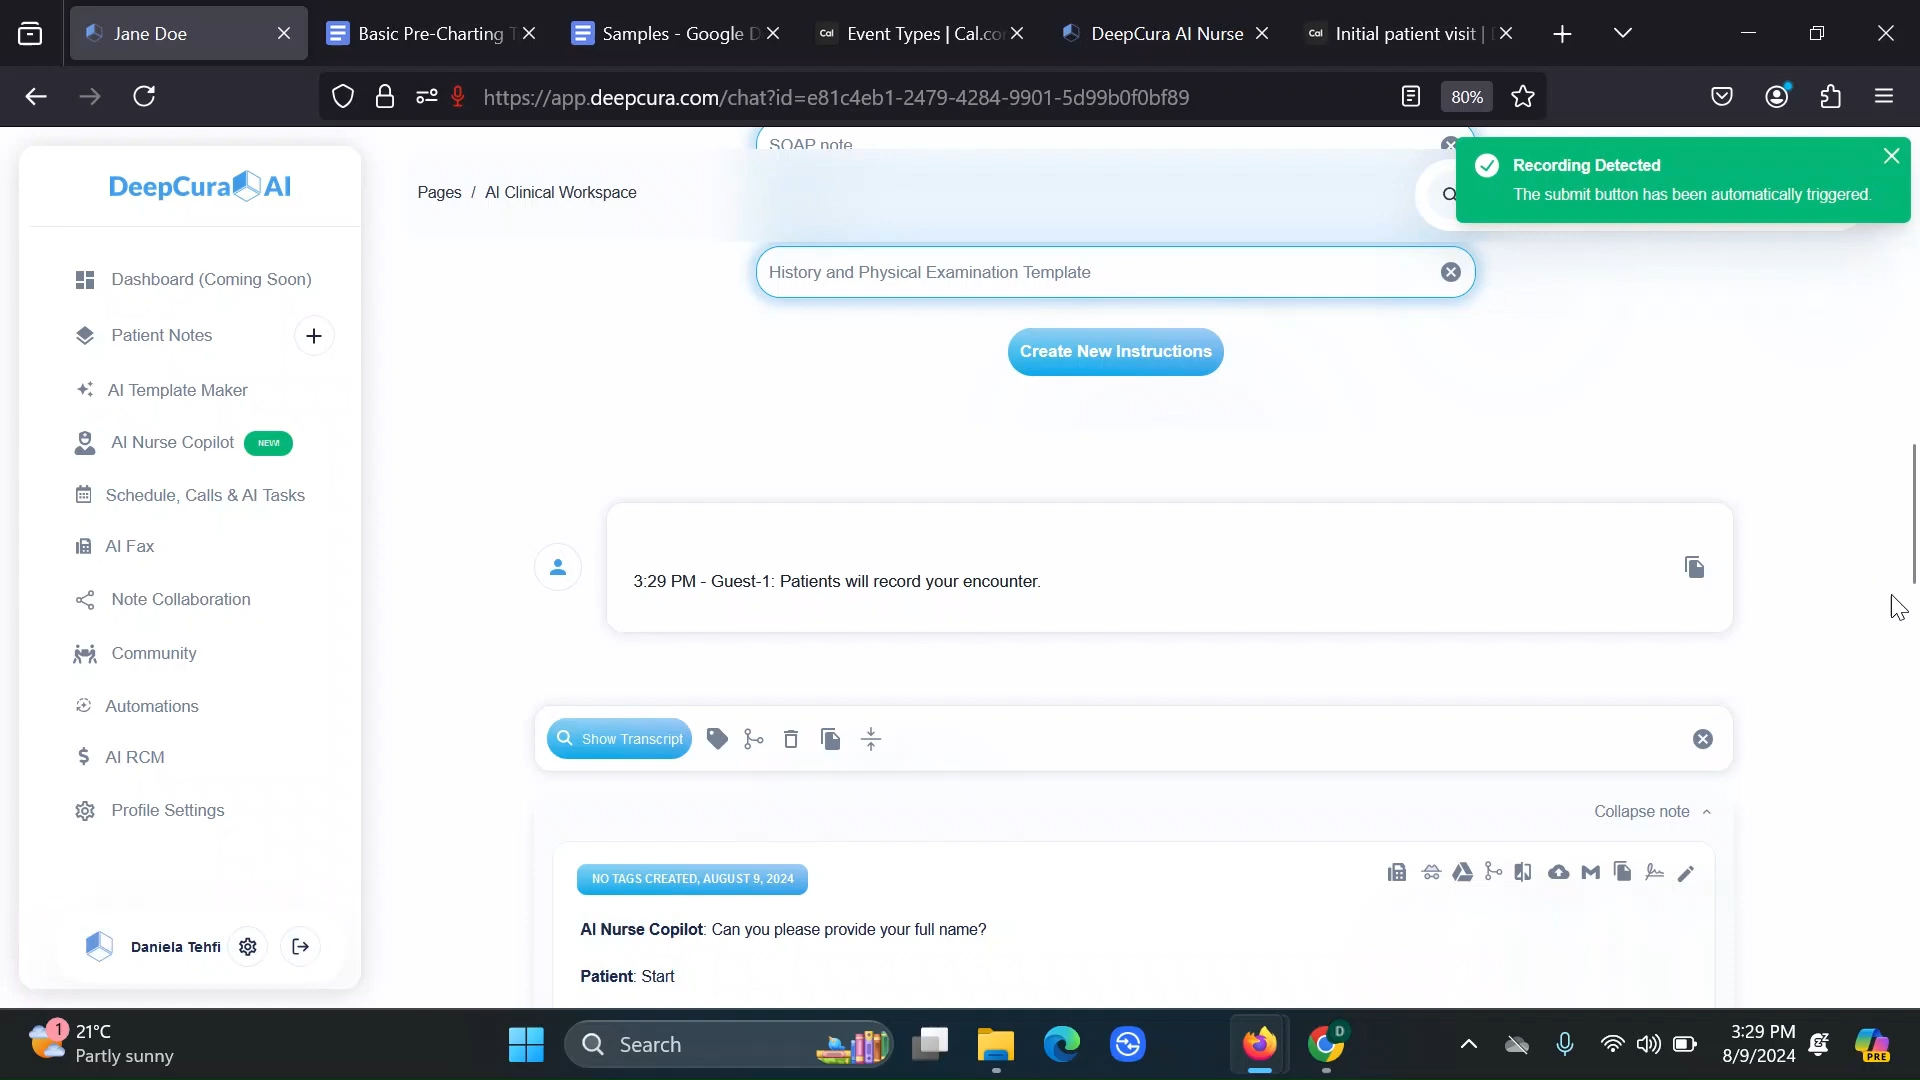 Jane Doe
Basic Pre-Charting T
Samples - Google D
Cal
Event Types | Cal.co
DeepCura AI Nurse
Cal
Initial patient visit |
https://app.deepcura.com/chat?id=e81c4eb1-2479-4284-9901-5d99b0f0bf89
80%
DeepCura AI
Dashboard (Coming Soon)
Patient Notes
AI Template Maker
AI Nurse Copilot
NEW!
Schedule, Calls & AI Tasks
AI Fax
Note Collaboration
Community
Automations
AI RCM
Profile Settings
Daniela Tehfi
SOAP note
Pages / AI Clinical Workspace
Recording Detected
The submit button has been automatically triggered.
History and Physical Examination Template
Create New Instructions
3:29 PM - Guest-1: Patients will record your encounter.
Show Transcript
Collapse note
NO TAGS CREATED, AUGUST 9, 2024
AI Nurse Copilot: Can you please provide your full name?
Patient: Start
1
21°C
Partly sunny
Search
D
3:29 PM
8/9/2024
PRE